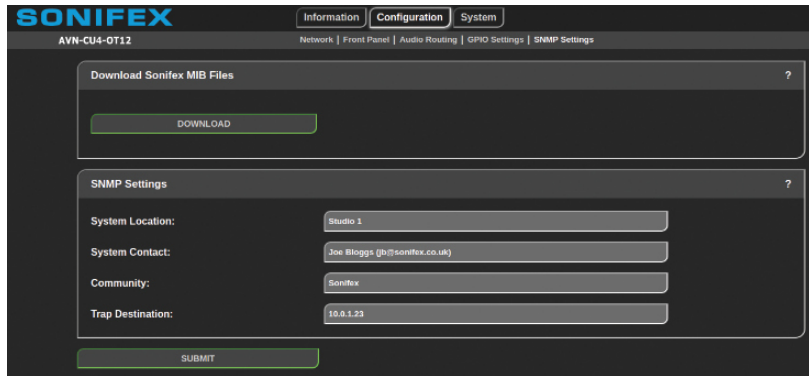 SONIFEX
Information Configuration System
AVN-CU4-OT12
Network | Front Panel | Audio Routing | GPIO Settings | SNMP Settings
Download Sonifex MIB Files ?
DOWNLOAD
SNMP Settings ?
System Location: Studio 1
System Contact: Joe Bloggs (jb@sonifex.co.uk)
Community: Sonifex
Trap Destination: 10.0.1.23
SUBMIT